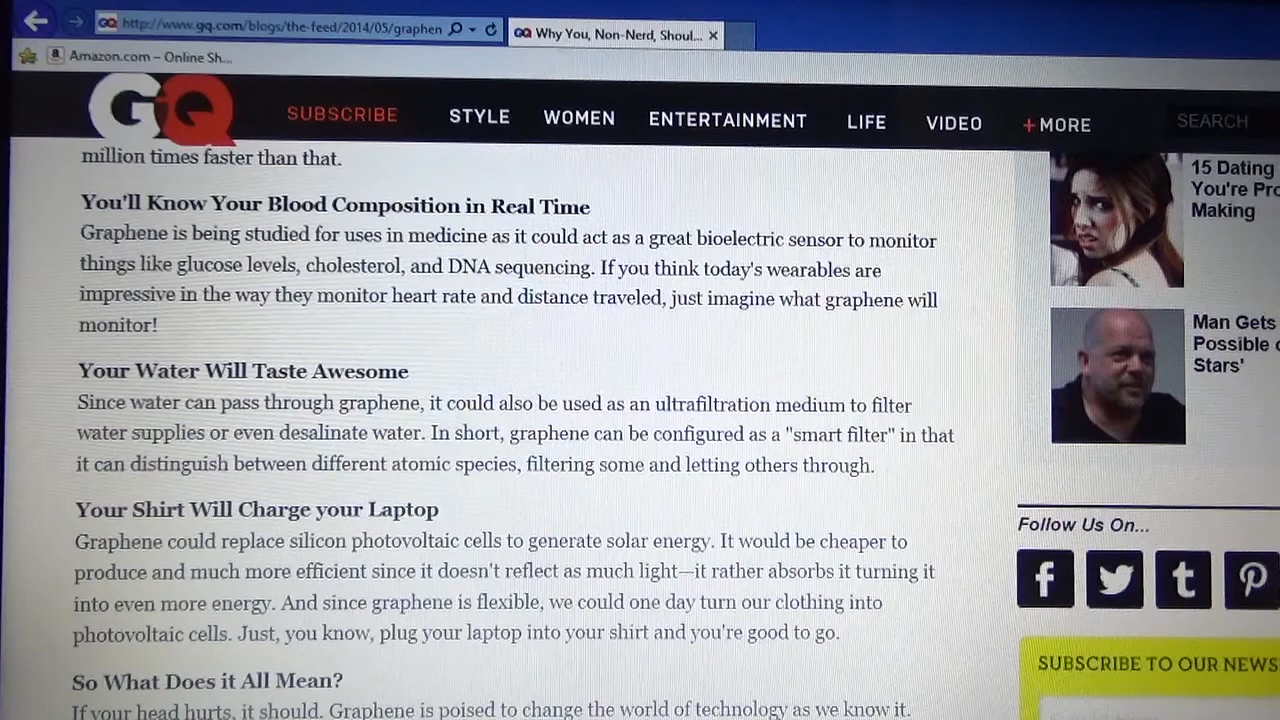 GQ http://www.gq.com/blogs/the-feed/2014/05/graphen
GQ Why You, Non-Nerd, Shoul... ×
a Amazon.com – Online Sh...
GQ
SUBSCRIBE STYLE WOMEN ENTERTAINMENT LIFE VIDEO +MORE SEARCH
million times faster than that.
You'll Know Your Blood Composition in Real Time
Graphene is being studied for uses in medicine as it could act as a great bioelectric sensor to monitor
things like glucose levels, cholesterol, and DNA sequencing. If you think today's wearables are
impressive in the way they monitor heart rate and distance traveled, just imagine what graphene will
monitor!
Your Water Will Taste Awesome
Since water can pass through graphene, it could also be used as an ultrafiltration medium to filter
water supplies or even desalinate water. In short, graphene can be configured as a "smart filter" in that
it can distinguish between different atomic species, filtering some and letting others through.
Your Shirt Will Charge your Laptop
Graphene could replace silicon photovoltaic cells to generate solar energy. It would be cheaper to
produce and much more efficient since it doesn't reflect as much light—it rather absorbs it turning it
into even more energy. And since graphene is flexible, we could one day turn our clothing into
photovoltaic cells. Just, you know, plug your laptop into your shirt and you're good to go.
So What Does it All Mean?
If your head hurts, it should. Graphene is poised to change the world of technology as we know it.
15 Dating
You're Pro
Making
Man Gets
Possible
Stars'
Follow Us On...
f t
SUBSCRIBE TO OUR NEWS